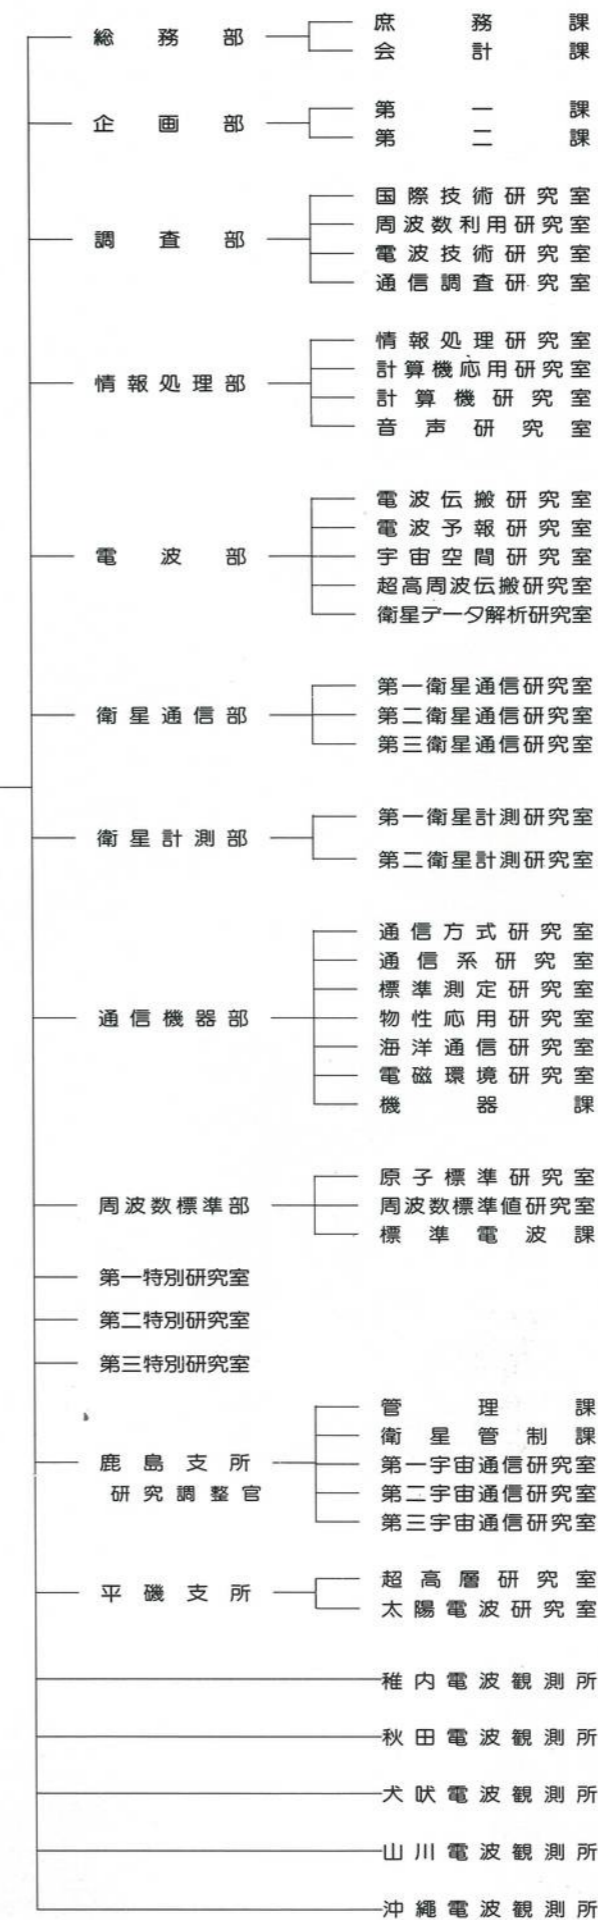 総務部
庶務課
会計課
企画部
第一課
第二課
調査部
国際技術研究室
周波数利用研究室
電波技術研究室
通信調査研究室
情報処理部
情報処理研究室
計算機応用研究室
計算機研究室
音声研究室
電波部
電波伝搬研究室
電波予報研究室
宇宙空間研究室
超高周波伝搬研究室
衛星データ解析研究室
衛星通信部
第一衛星通信研究室
第二衛星通信研究室
第三衛星通信研究室
衛星計測部
第一衛星計測研究室
第二衛星計測研究室
通信機器部
通信方式研究室
通信系研究室
標準測定研究室
物性応用研究室
海洋通信研究室
電磁環境研究室
機器課
周波数標準部
原子標準研究室
周波数標準値研究室
標準電波課
第一特別研究室
第二特別研究室
第三特別研究室
鹿島支所
研究調整官
管理課
衛星管制課
第一宇宙通信研究室
第二宇宙通信研究室
第三宇宙通信研究室
平磯支所
超高層研究室
太陽電波研究室
稚内電波観測所
秋田電波観測所
犬吠電波観測所
山川電波観測所
沖縄電波観測所